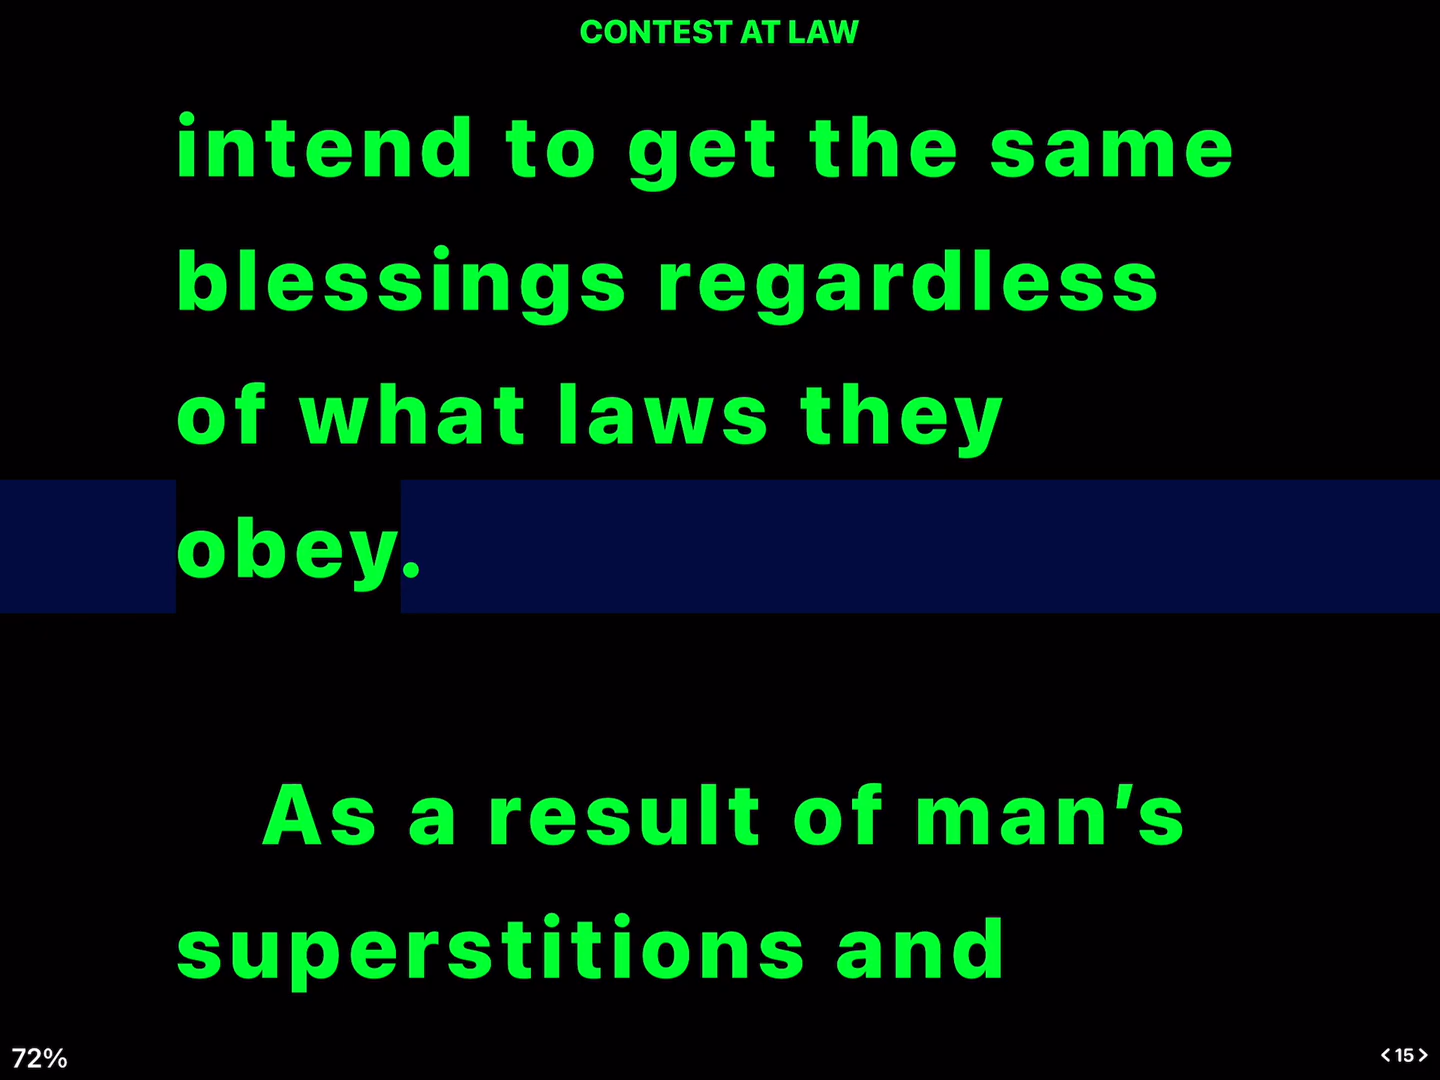 CONTEST AT LAW
intend to get the same
blessings regardless
of what laws they
obey.
As a result of man’s
superstitions and
72%
<15>